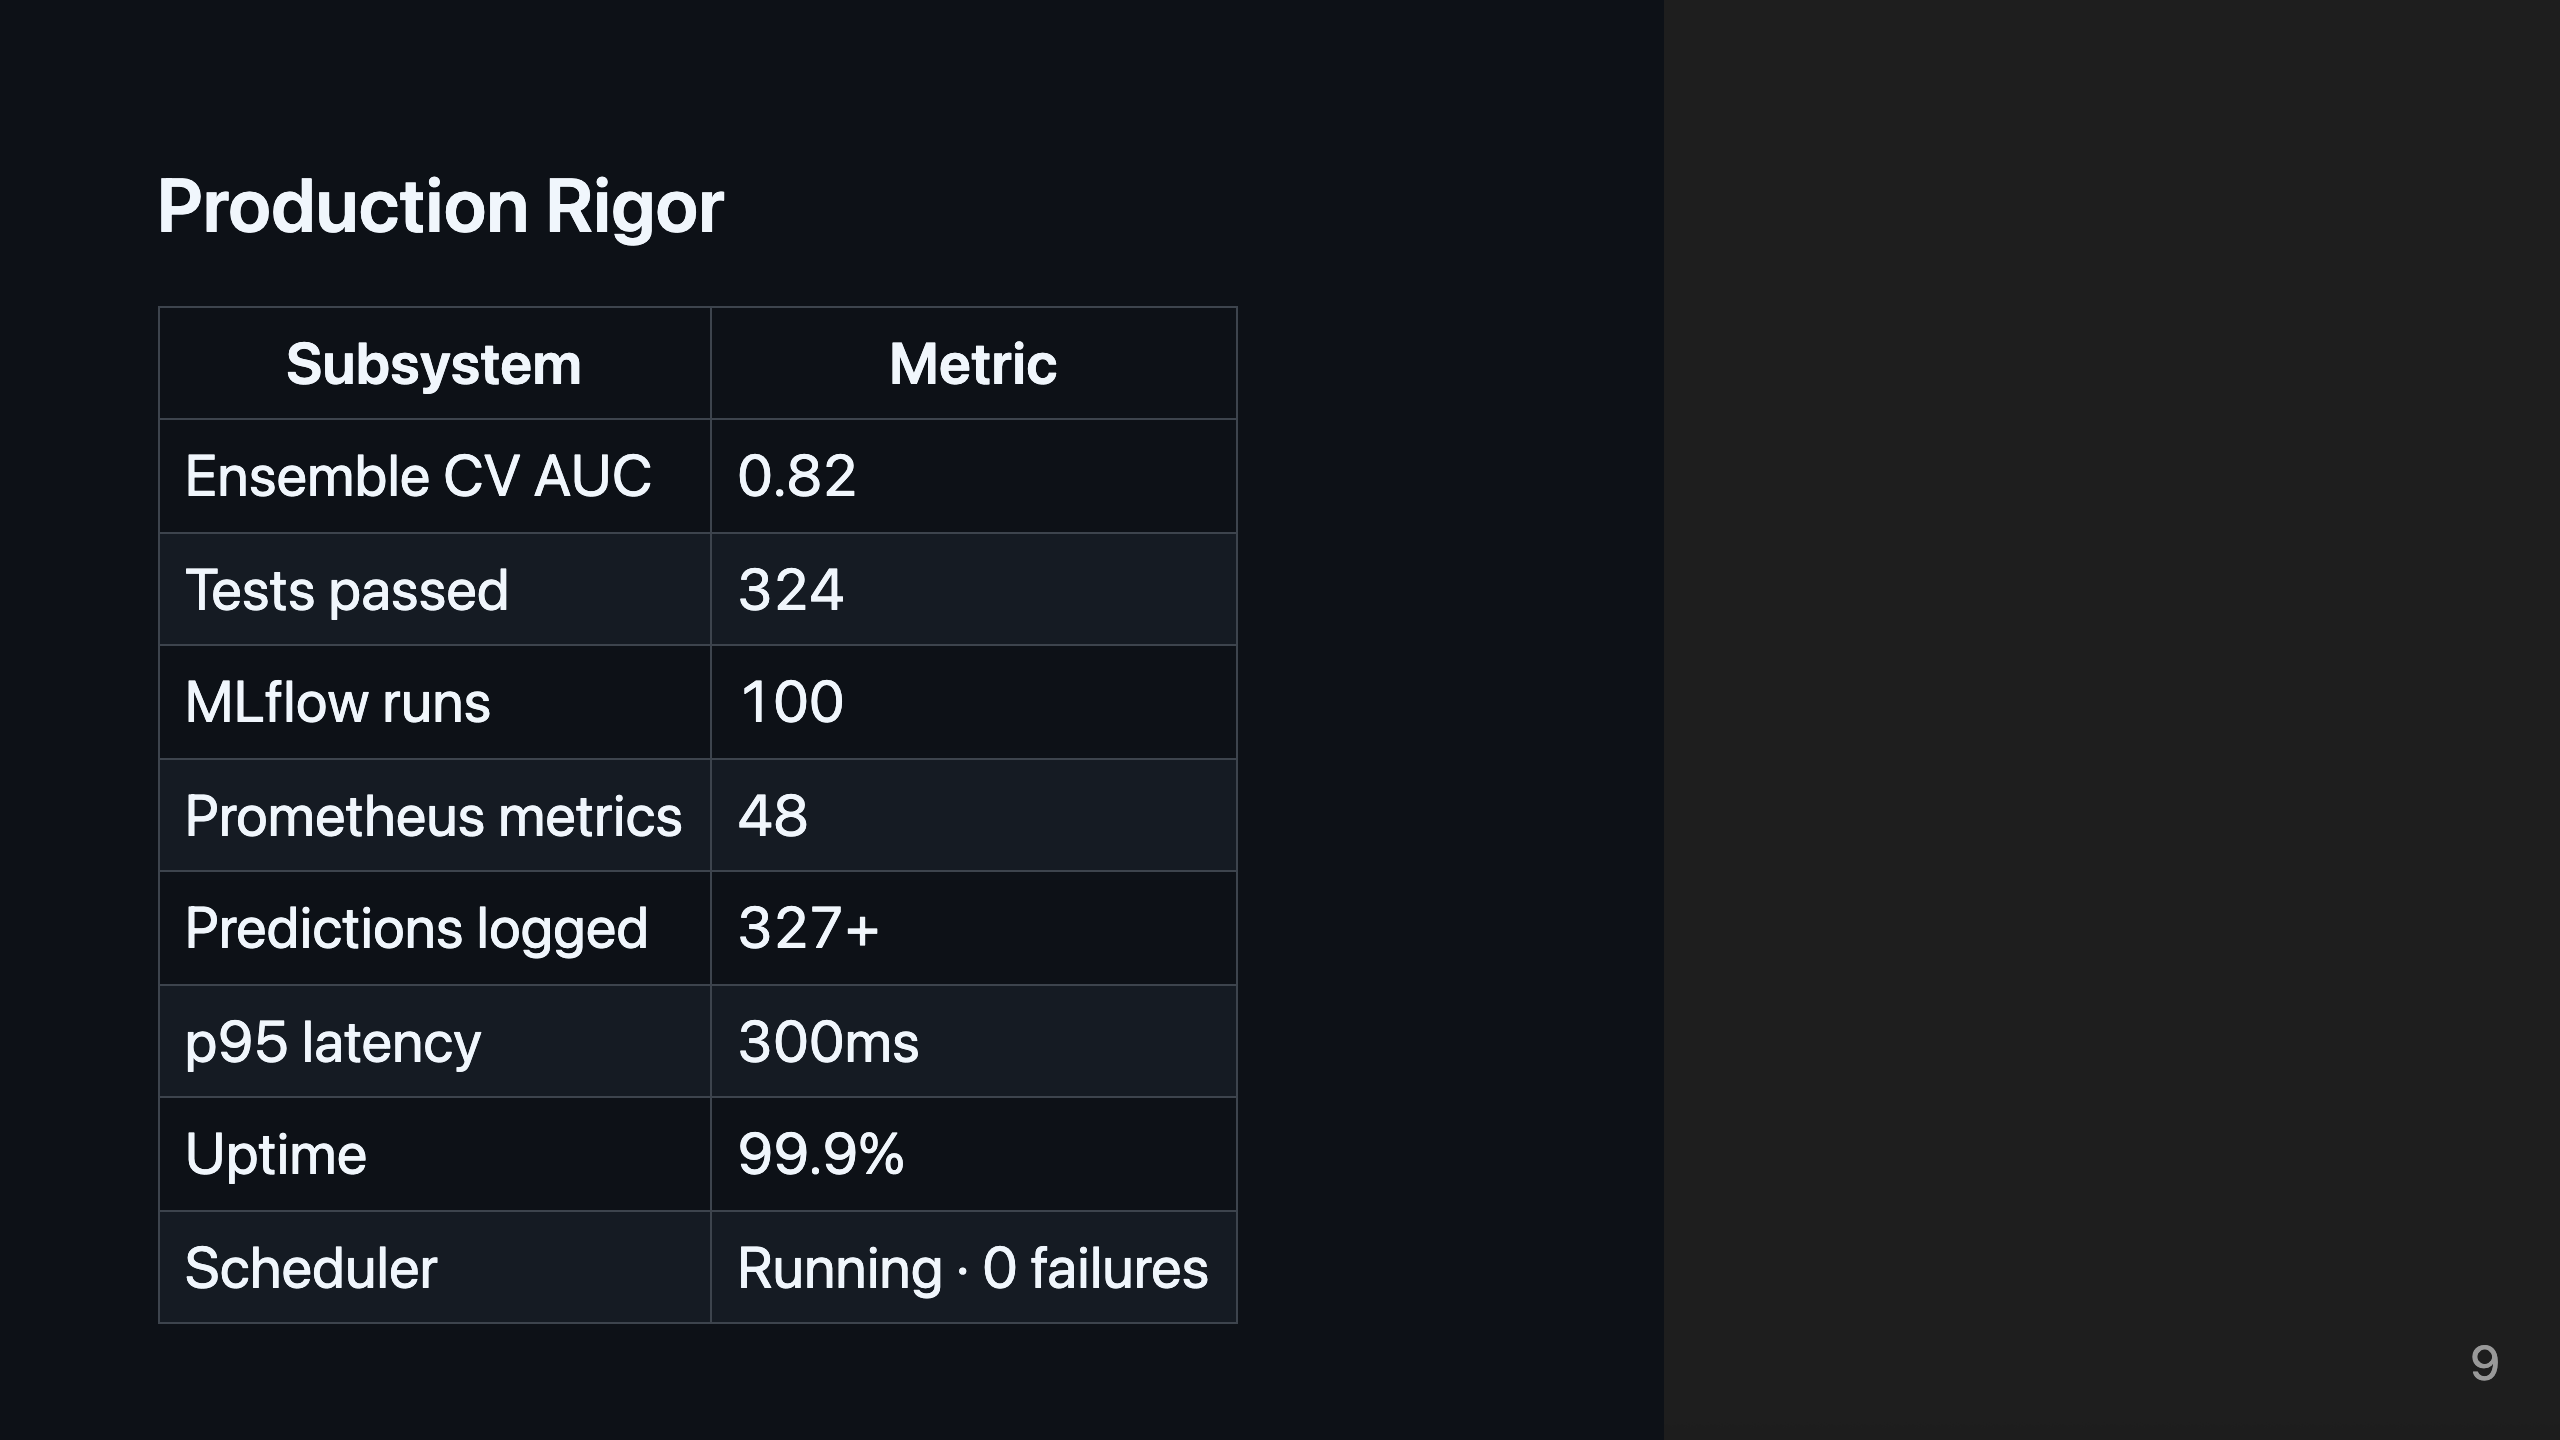 Production Rigor
Subsystem Metric
Ensemble CV AUC 0.82
Tests passed 324
MLflow runs 100
Prometheus metrics 48
Predictions logged 327+
p95 latency 300ms
Uptime 99.9%
Scheduler Running · 0 failures
9